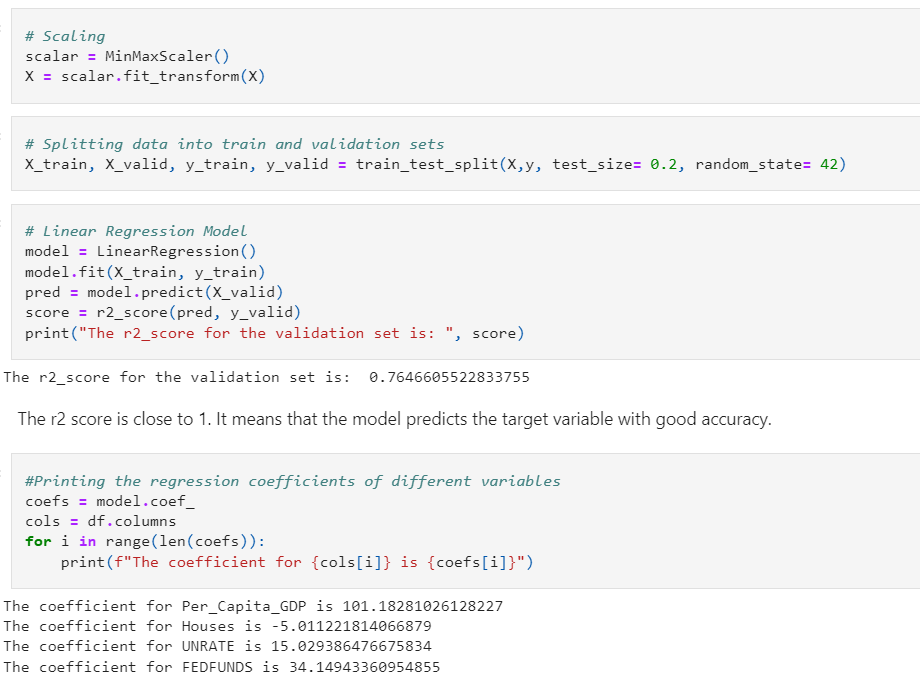 # Scaling
scalar = MinMaxScaler()
X = scalar.fit_transform(X)
# Splitting data into train and validation sets
X_train, X_valid, y_train, y_valid = train_test_split(X,y, test_size= 0.2, random_state= 42)
# Linear Regression Model
model = LinearRegression()
model.fit(X_train, y_train)
pred = model.predict(X_valid)
score = r2_score(pred, y_valid)
print("The r2_score for the validation set is: ", score)
The r2_score for the validation set is:  0.7646605522833755
The r2 score is close to 1. It means that the model predicts the target variable with good accuracy.
#Printing the regression coefficients of different variables
coefs = model.coef_
cols = df.columns
for i in range(len(coefs)):
    print(f"The coefficient for {cols[i]} is {coefs[i]}")
The coefficient for Per_Capita_GDP is 101.18281026128227
The coefficient for Houses is -5.011221814066879
The coefficient for UNRATE is 15.029386476675834
The coefficient for FEDFUNDS is 34.14943360954855